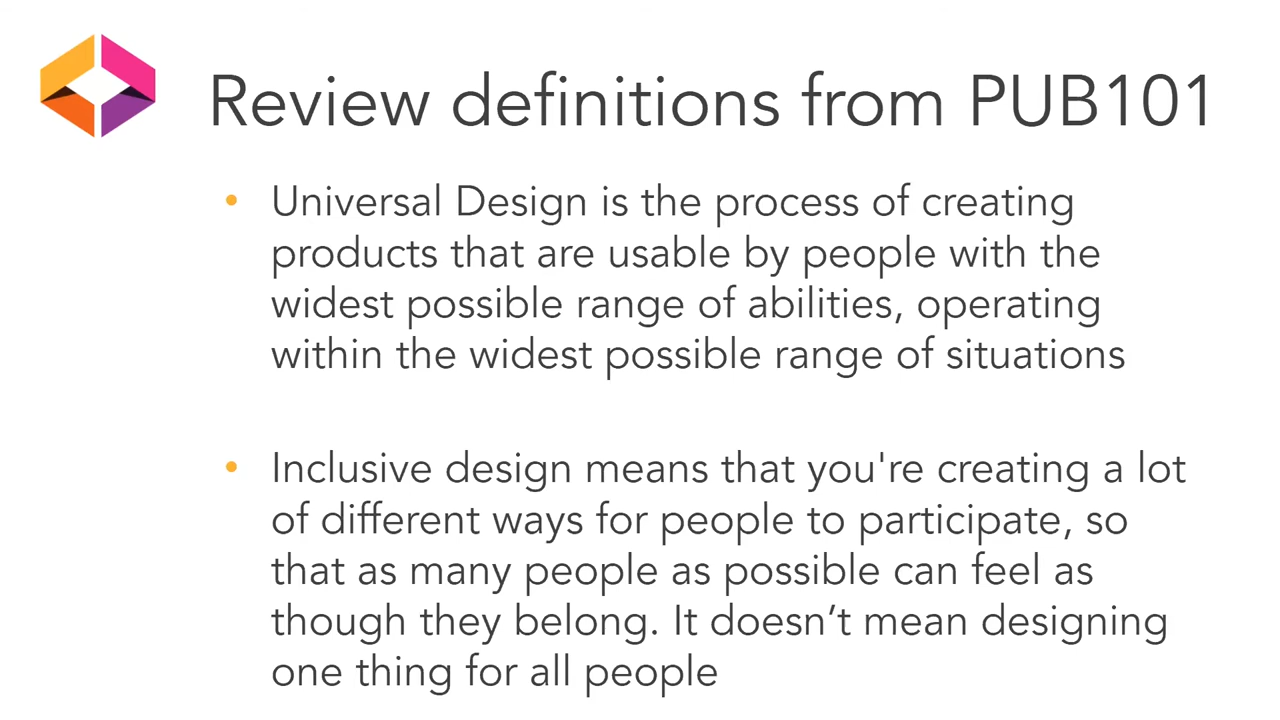 Review definitions from PUB101
• Universal Design is the process of creating
products that are usable by people with the
widest possible range of abilities, operating
within the widest possible range of situations
• Inclusive design means that you're creating a lot
of different ways for people to participate, so
that as many people as possible can feel as
though they belong. It doesn’t mean designing
one thing for all people